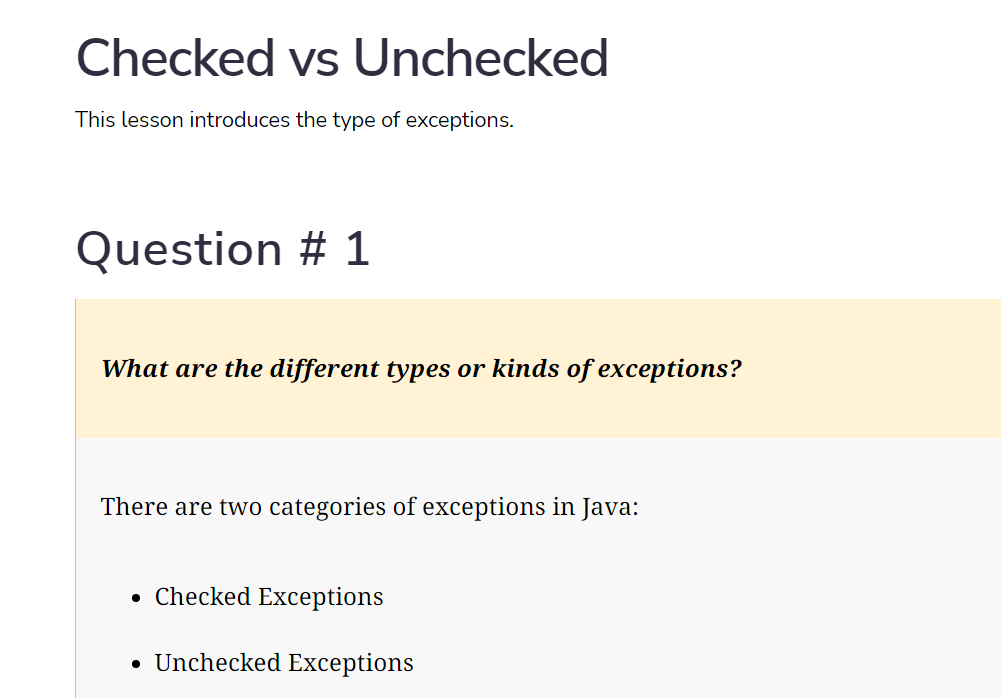 Checked vs Unchecked
This lesson introduces the type of exceptions.
Question # 1
What are the different types or kinds of exceptions?
There are two categories of exceptions in Java:
• Checked Exceptions
• Unchecked Exceptions